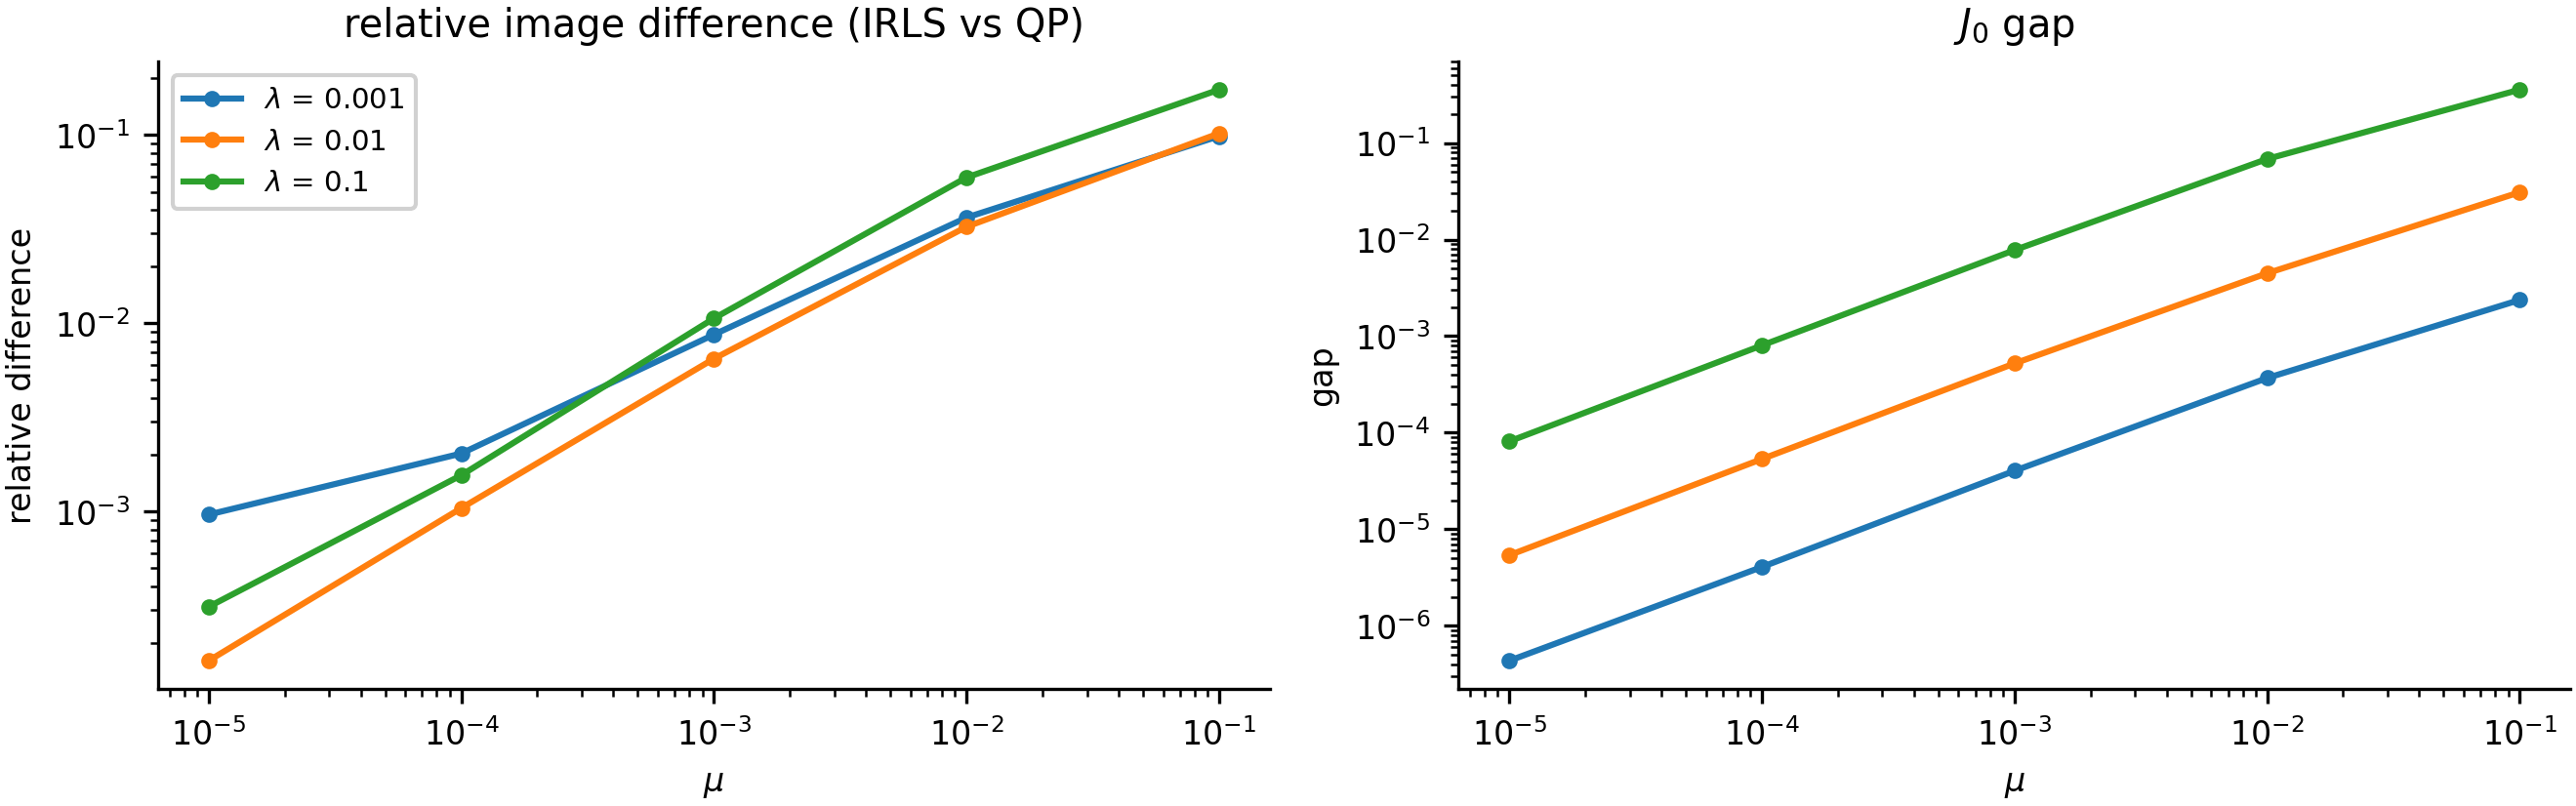 relative image difference (IRLS vs QP)
λ = 0.001
λ = 0.01
λ = 0.1
relative difference
10⁻¹
10⁻²
10⁻³
10⁻⁵ 10⁻⁴ 10⁻³ 10⁻² 10⁻¹
μ
J₀ gap
gap
10⁻¹
10⁻²
10⁻³
10⁻⁴
10⁻⁵
10⁻⁶
10⁻⁵ 10⁻⁴ 10⁻³ 10⁻² 10⁻¹
μ